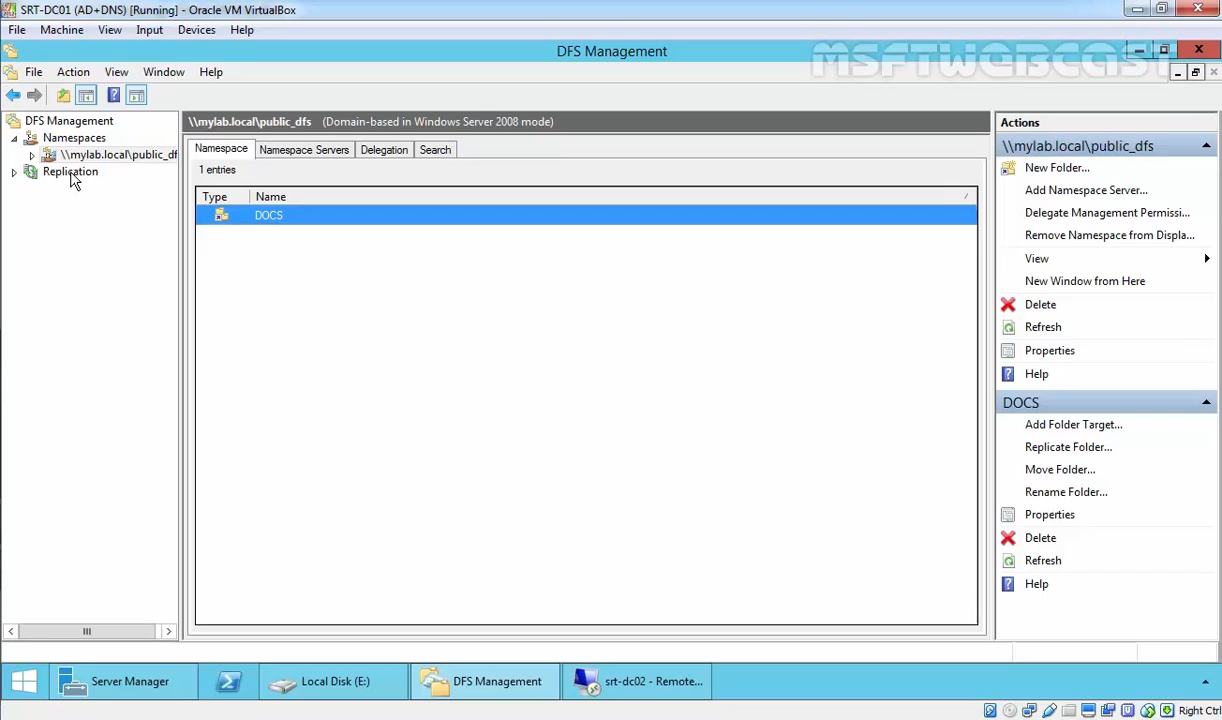 SRT-DC01 (AD+DNS) [Running] - Oracle VM VirtualBox
File Machine View Input Devices Help
DFS Management
MSFTWEBCAST
File Action View Window Help
DFS Management
Namespaces
\\mylab.local\public_df
Replication
\\mylab.local\public_dfs (Domain-based in Windows Server 2008 mode)
Namespace Namespace Servers Delegation Search
1 entries
Type Name
DOCS
Actions
\\mylab.local\public_dfs
New Folder...
Add Namespace Server...
Delegate Management Permissi...
Remove Namespace from Displa...
View
New Window from Here
Delete
Refresh
Properties
Help
DOCS
Add Folder Target...
Replicate Folder...
Move Folder...
Rename Folder...
Properties
Delete
Refresh
Help
Server Manager Local Disk (E:) DFS Management srt-dc02 - Remote...
Right Ctrl